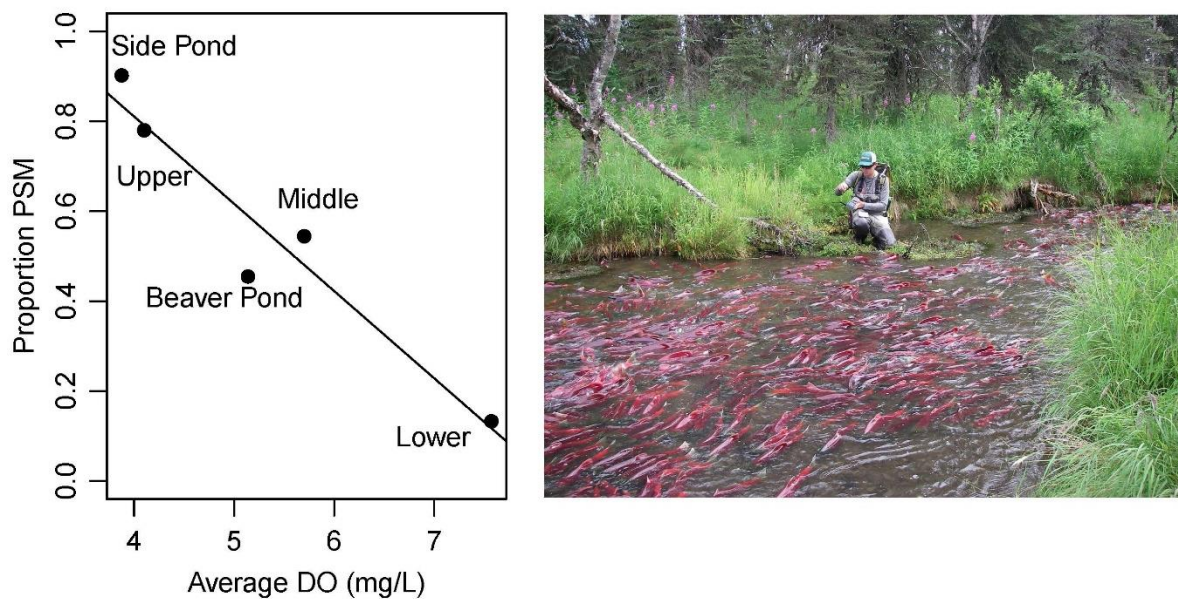 Proportion PSM
1.0
0.8
0.6
0.4
0.2
0.0
Side Pond
Upper
Middle
Beaver Pond
Lower
4 5 6 7
Average DO (mg/L)